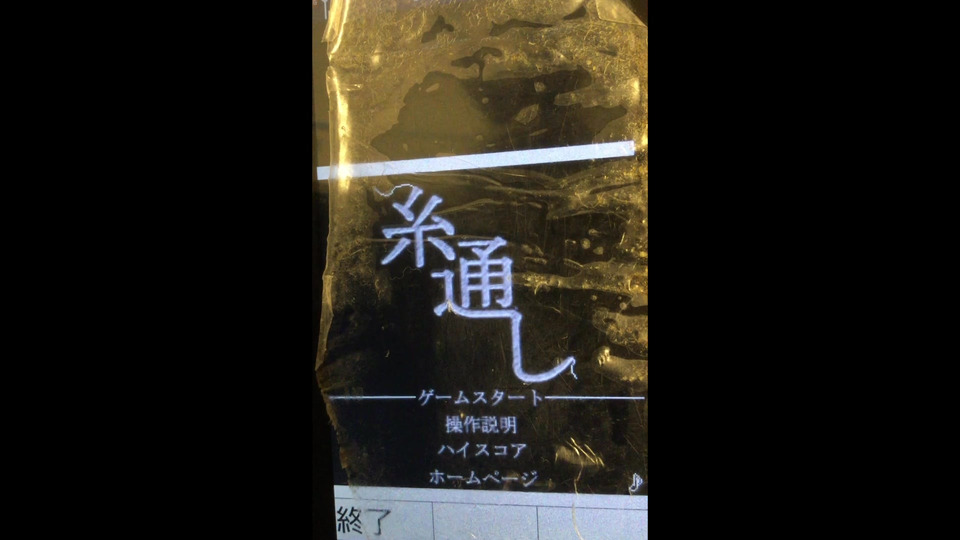 糸通し
ゲームスタート
操作説明
ハイスコア
ホームページ
終了